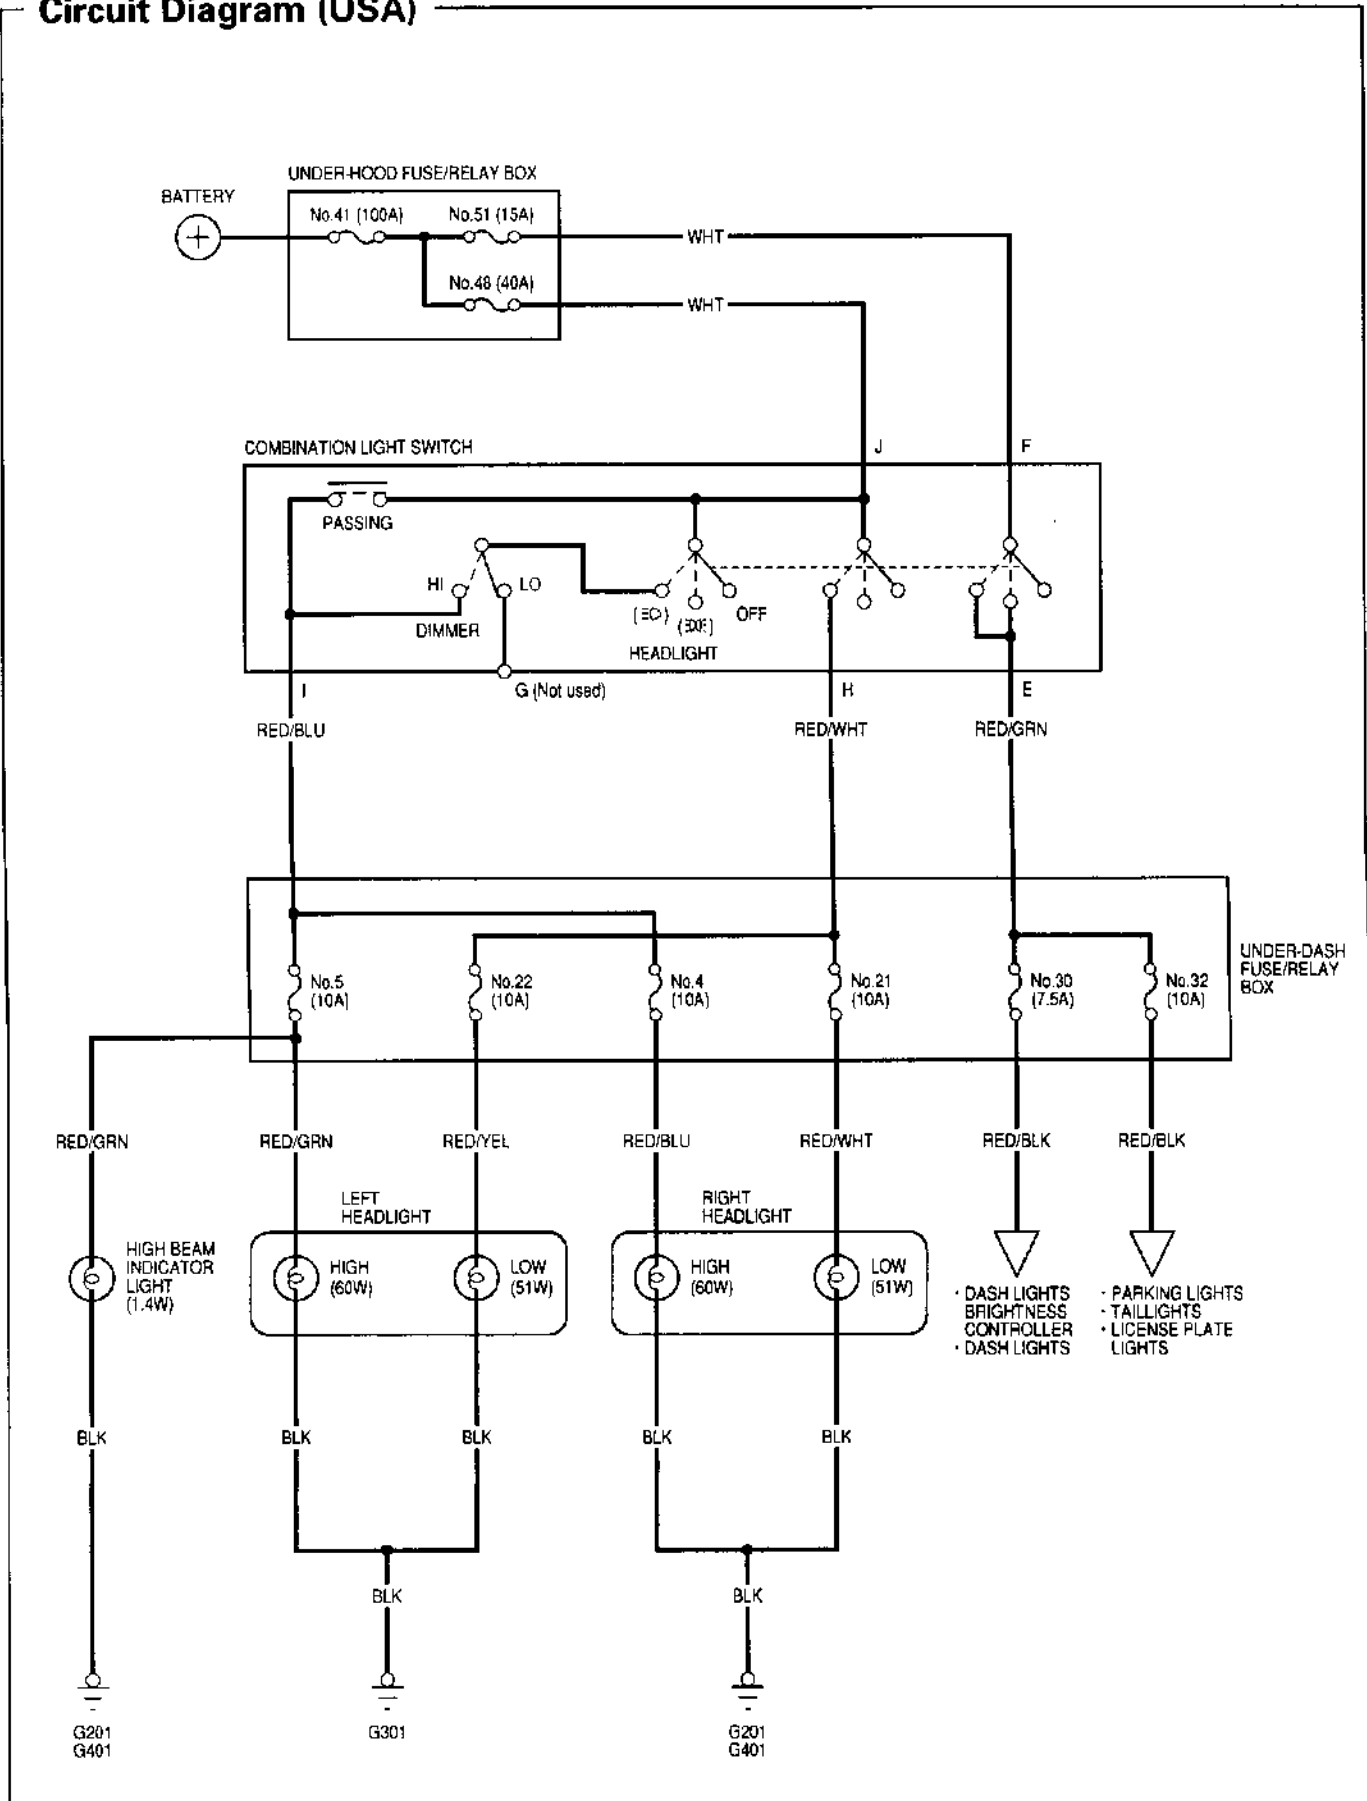 Circuit Diagram (USA)
UNDER-HOOD FUSE/RELAY BOX
BATTERY
No.41 (100A)
No.51 (15A)
WHT
No.48 (40A)
WHT
COMBINATION LIGHT SWITCH
J
F
PASSING
HI
LO
OFF
DIMMER
HEADLIGHT
I
G (Not used)
H
E
RED/BLU
RED/WHT
RED/GRN
UNDER-DASH
FUSE/RELAY
BOX
No.5
(10A)
No.22
(10A)
No.4
(10A)
No.21
(10A)
No.30
(7.5A)
No.32
(10A)
RED/GRN
RED/GRN
RED/YEL
RED/BLU
RED/WHT
RED/BLK
RED/BLK
LEFT
HEADLIGHT
RIGHT
HEADLIGHT
HIGH BEAM
INDICATOR
LIGHT
(1.4W)
HIGH
(60W)
LOW
(51W)
HIGH
(60W)
LOW
(51W)
· DASH LIGHTS
BRIGHTNESS
CONTROLLER
· DASH LIGHTS
· PARKING LIGHTS
· TAILLIGHTS
· LICENSE PLATE
LIGHTS
BLK
BLK
BLK
BLK
BLK
BLK
BLK
G201
G401
G301
G201
G401